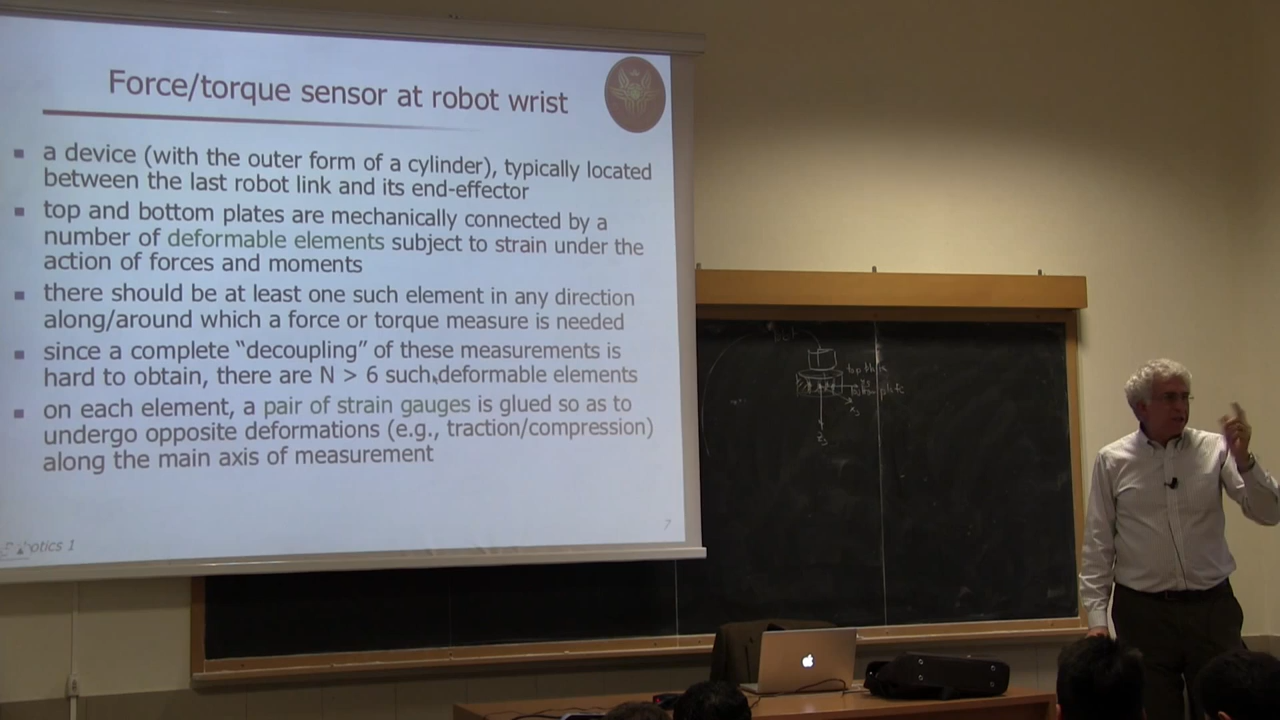 Force/torque sensor at robot wrist
a device (with the outer form of a cylinder), typically located
between the last robot link and its end-effector
top and bottom plates are mechanically connected by a
number of deformable elements subject to strain under the
action of forces and moments
there should be at least one such element in any direction
along/around which a force or torque measure is needed
since a complete “decoupling” of these measurements is
hard to obtain, there are N > 6 such deformable elements
on each element, a pair of strain gauges is glued so as to
undergo opposite deformations (e.g., traction/compression)
along the main axis of measurement
7
Robotics 1